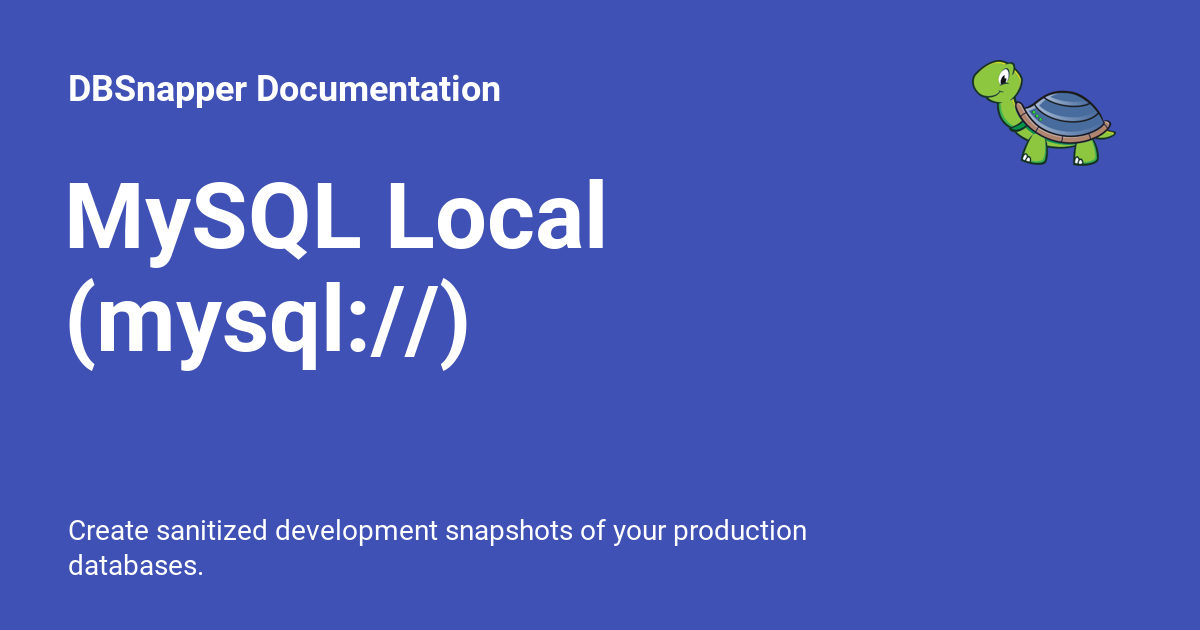 DBSnapper Documentation
MySQL Local
(mysql://)
Create sanitized development snapshots of your production
databases.